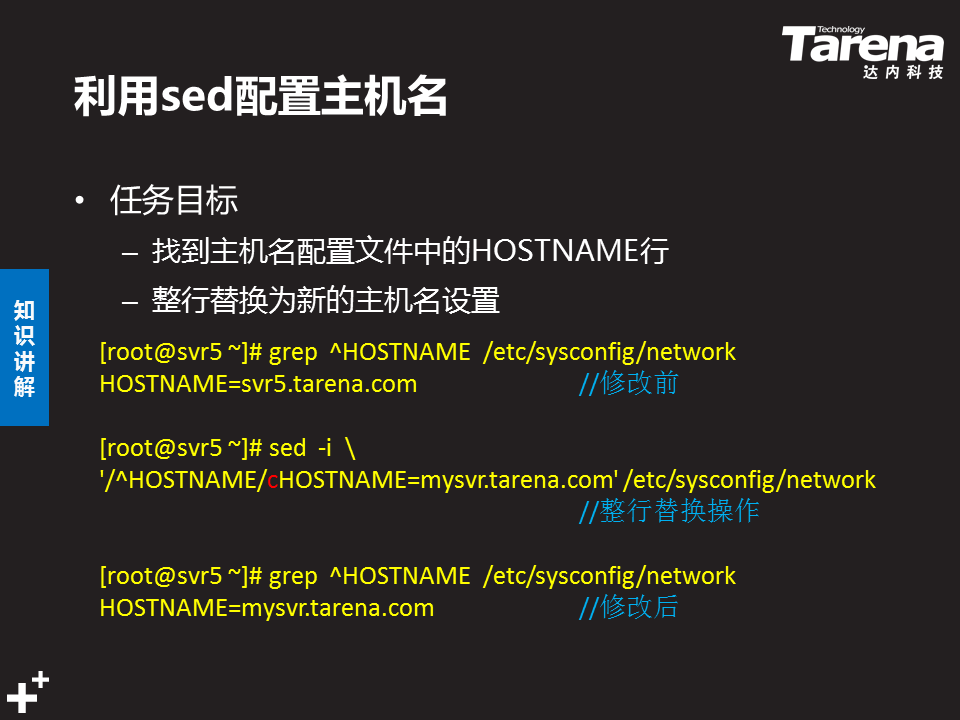 Technology
Tarena
达内科技
利用sed配置主机名
• 任务目标
– 找到主机名配置文件中的HOSTNAME行
– 整行替换为新的主机名设置
知识讲解
[root@svr5 ~]# grep ^HOSTNAME /etc/sysconfig/network
HOSTNAME=svr5.tarena.com //修改前
[root@svr5 ~]# sed -i \
'/^HOSTNAME/cHOSTNAME=mysvr.tarena.com' /etc/sysconfig/network
//整行替换操作
[root@svr5 ~]# grep ^HOSTNAME /etc/sysconfig/network
HOSTNAME=mysvr.tarena.com //修改后